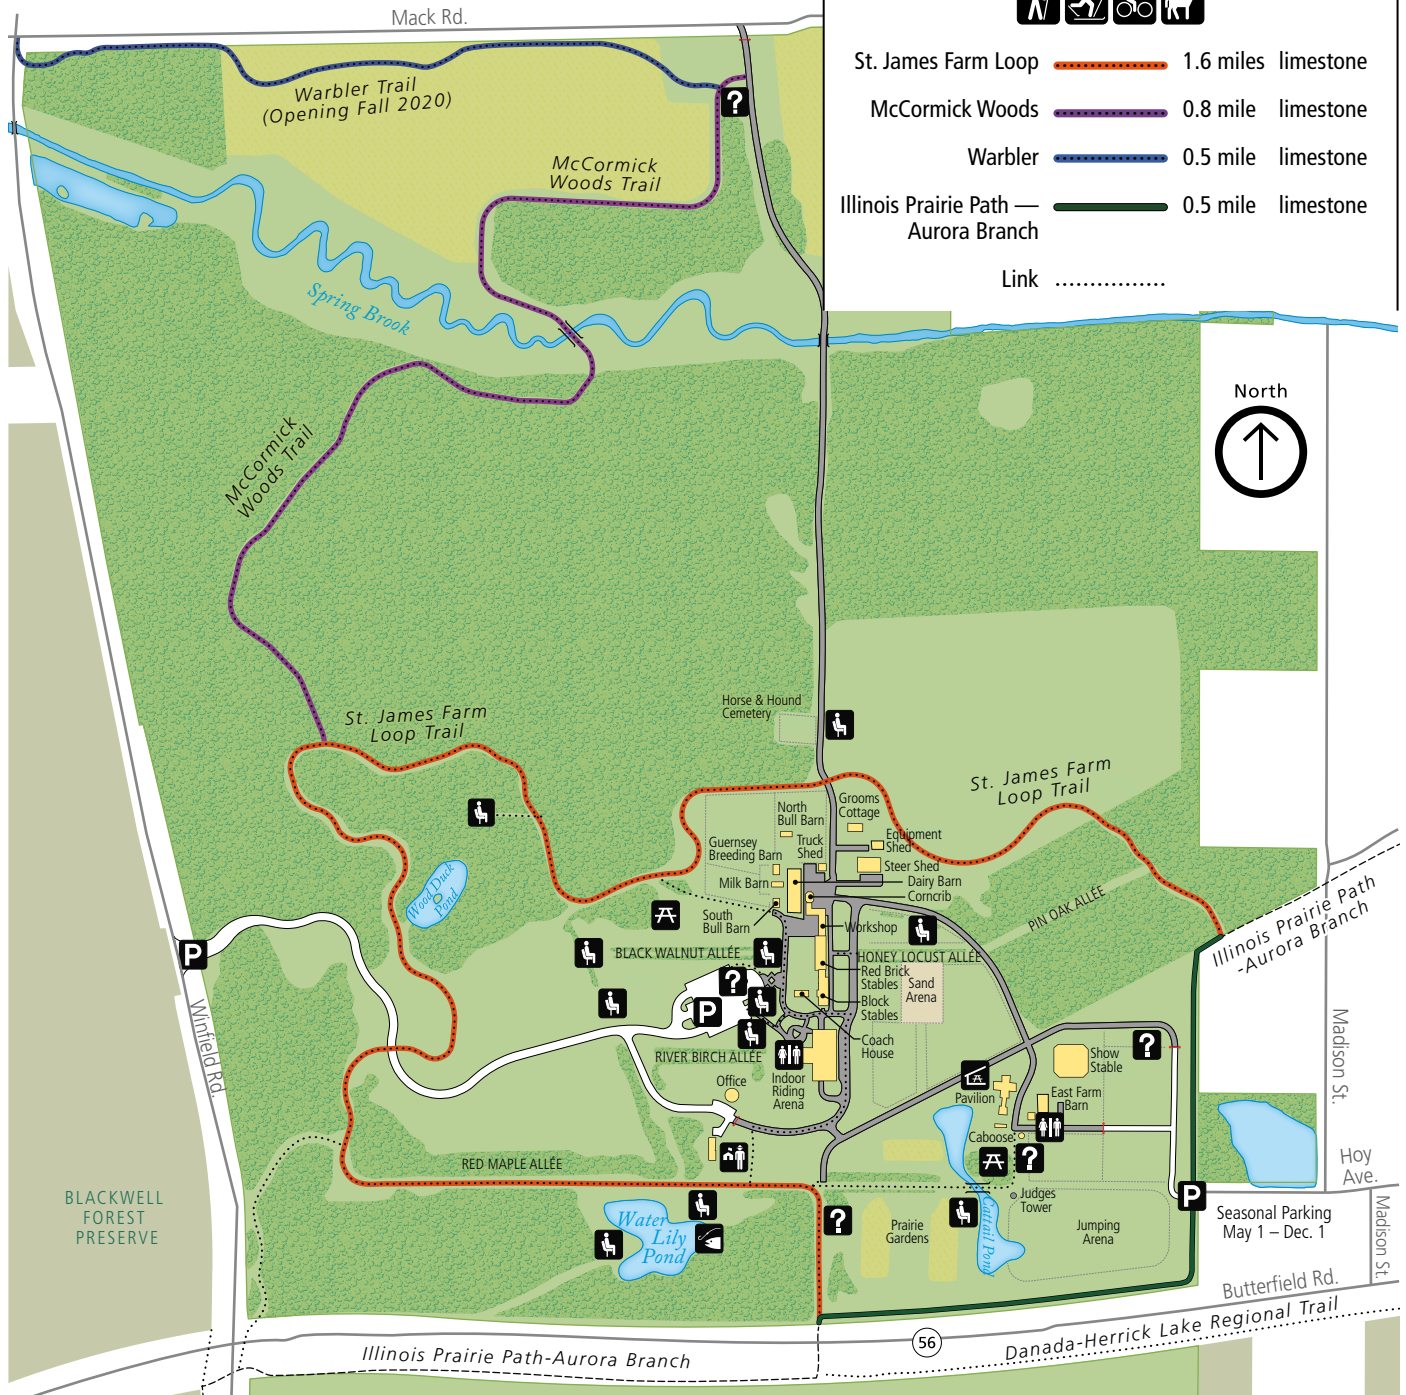 Mack Rd.
St. James Farm Loop 1.6 miles limestone
McCormick Woods 0.8 mile limestone
Warbler 0.5 mile limestone
Illinois Prairie Path — 0.5 mile limestone
Aurora Branch
Link
Warbler Trail
(Opening Fall 2020)
?
McCormick
Woods Trail
Spring Brook
North
McCormick
Woods Trail
Horse & Hound
Cemetery
St. James Farm
Loop Trail
St. James Farm
Loop Trail
North
Bull Barn
Grooms
Cottage
Truck
Shed
Equipment
Shed
Guernsey
Breeding Barn
Steer Shed
Milk Barn
Dairy Barn
Corncrib
Wood Duck
Pond
South
Bull Barn
Workshop
PIN OAK ALLÉE
Illinois Prairie Path
-Aurora Branch
P
BLACK WALNUT ALLÉE
HONEY LOCUST ALLÉE
Red Brick
Stables
Sand
Arena
?
P
Block
Stables
Winfield Rd.
Coach
House
RIVER BIRCH ALLÉE
Indoor
Riding
Arena
Office
?
Show
Stable
Pavilion
East Farm
Barn
Madison St.
Caboose
?
RED MAPLE ALLÉE
Hoy
Ave.
BLACKWELL
FOREST
PRESERVE
Judges
Tower
P
Seasonal Parking
May 1 – Dec. 1
Madison St.
Water
Lily
Pond
?
Prairie
Gardens
Cattail Pond
Jumping
Arena
Butterfield Rd.
56
Danada-Herrick Lake Regional Trail
Illinois Prairie Path-Aurora Branch